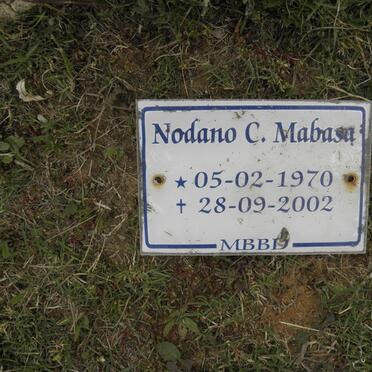 Nodano C. Mabasa
★ 05-02-1970
✝ 28-09-2002
MBBD